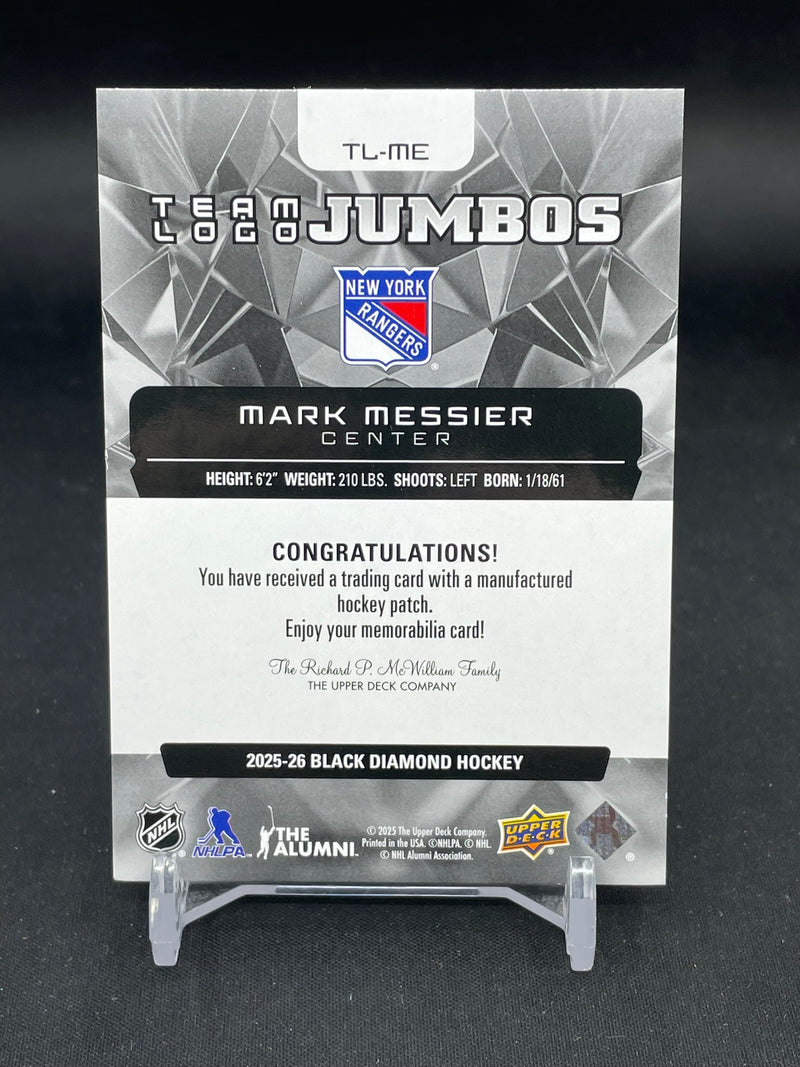 TL-ME
TEAM LOGO JUMBOS
NEW YORK
RANGERS
®
MARK MESSIER
CENTER
HEIGHT: 6'2" WEIGHT: 210 LBS. SHOOTS: LEFT BORN: 1/18/61
CONGRATULATIONS!
You have received a trading card with a manufactured
hockey patch.
Enjoy your memorabilia card!
The Richard P. McWilliam Family
THE UPPER DECK COMPANY
2025-26 BLACK DIAMOND HOCKEY
NHL ®
NHLPA™
THE
ALUMNI™
© 2025 The Upper Deck Company.
Printed in the USA. ©NHLPA. © NHL.
© NHL Alumni Association.
UPPER
D·E·C·K ®
®